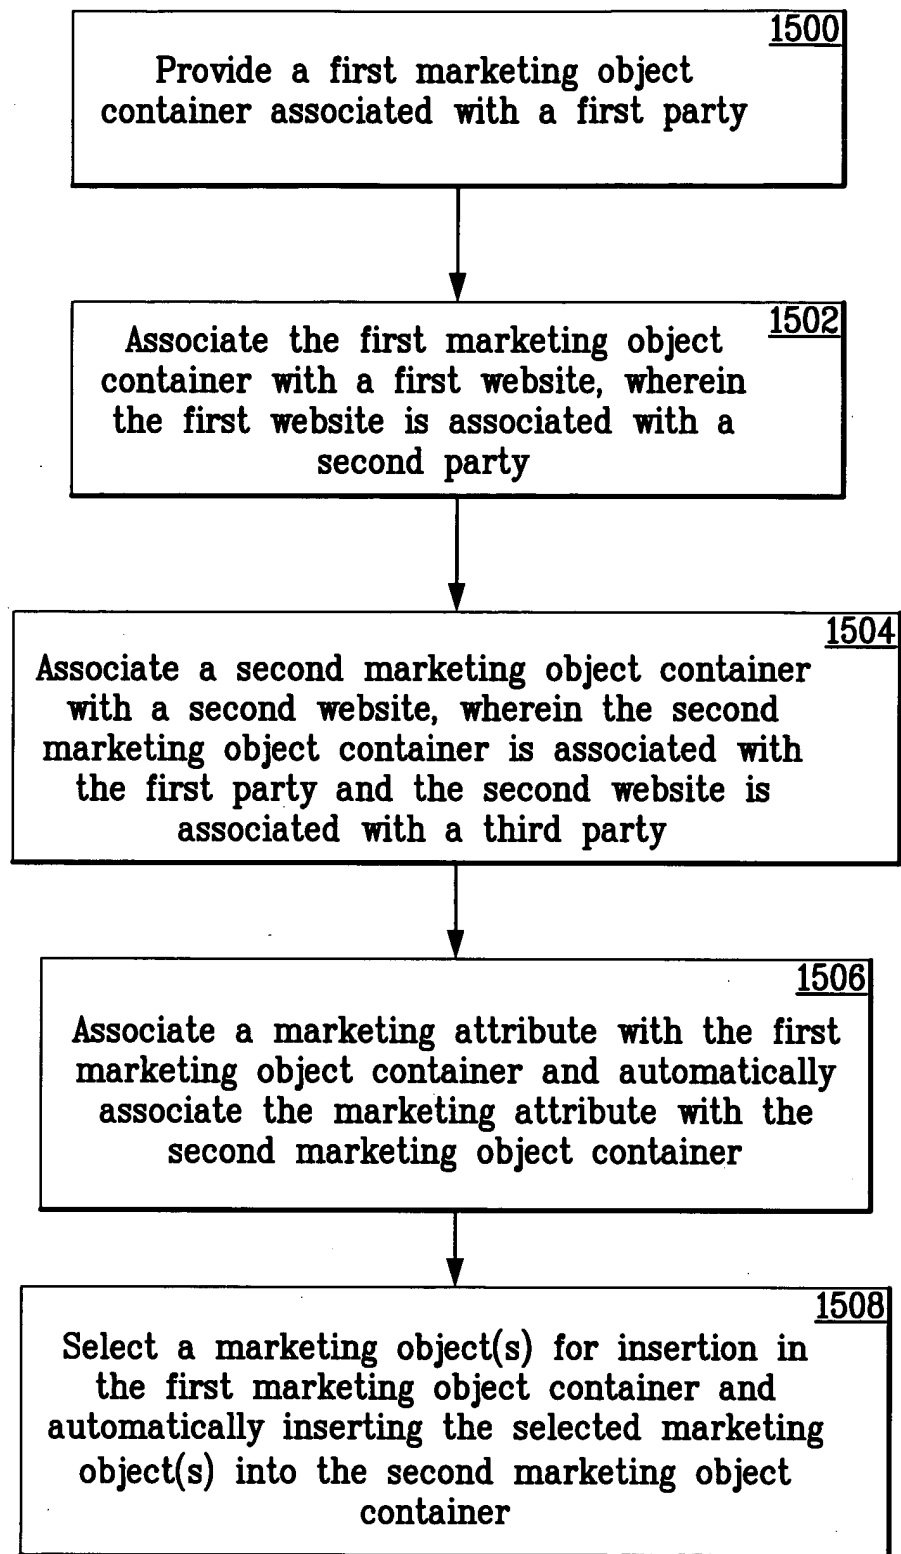 1500
Provide a first marketing object
container associated with a first party
1502
Associate the first marketing object
container with a first website, wherein
the first website is associated with a
second party
1504
Associate a second marketing object container
with a second website, wherein the second
marketing object container is associated with
the first party and the second website is
associated with a third party
1506
Associate a marketing attribute with the first
marketing object container and automatically
associate the marketing attribute with the
second marketing object container
1508
Select a marketing object(s) for insertion in
the first marketing object container and
automatically inserting the selected marketing
object(s) into the second marketing object
container